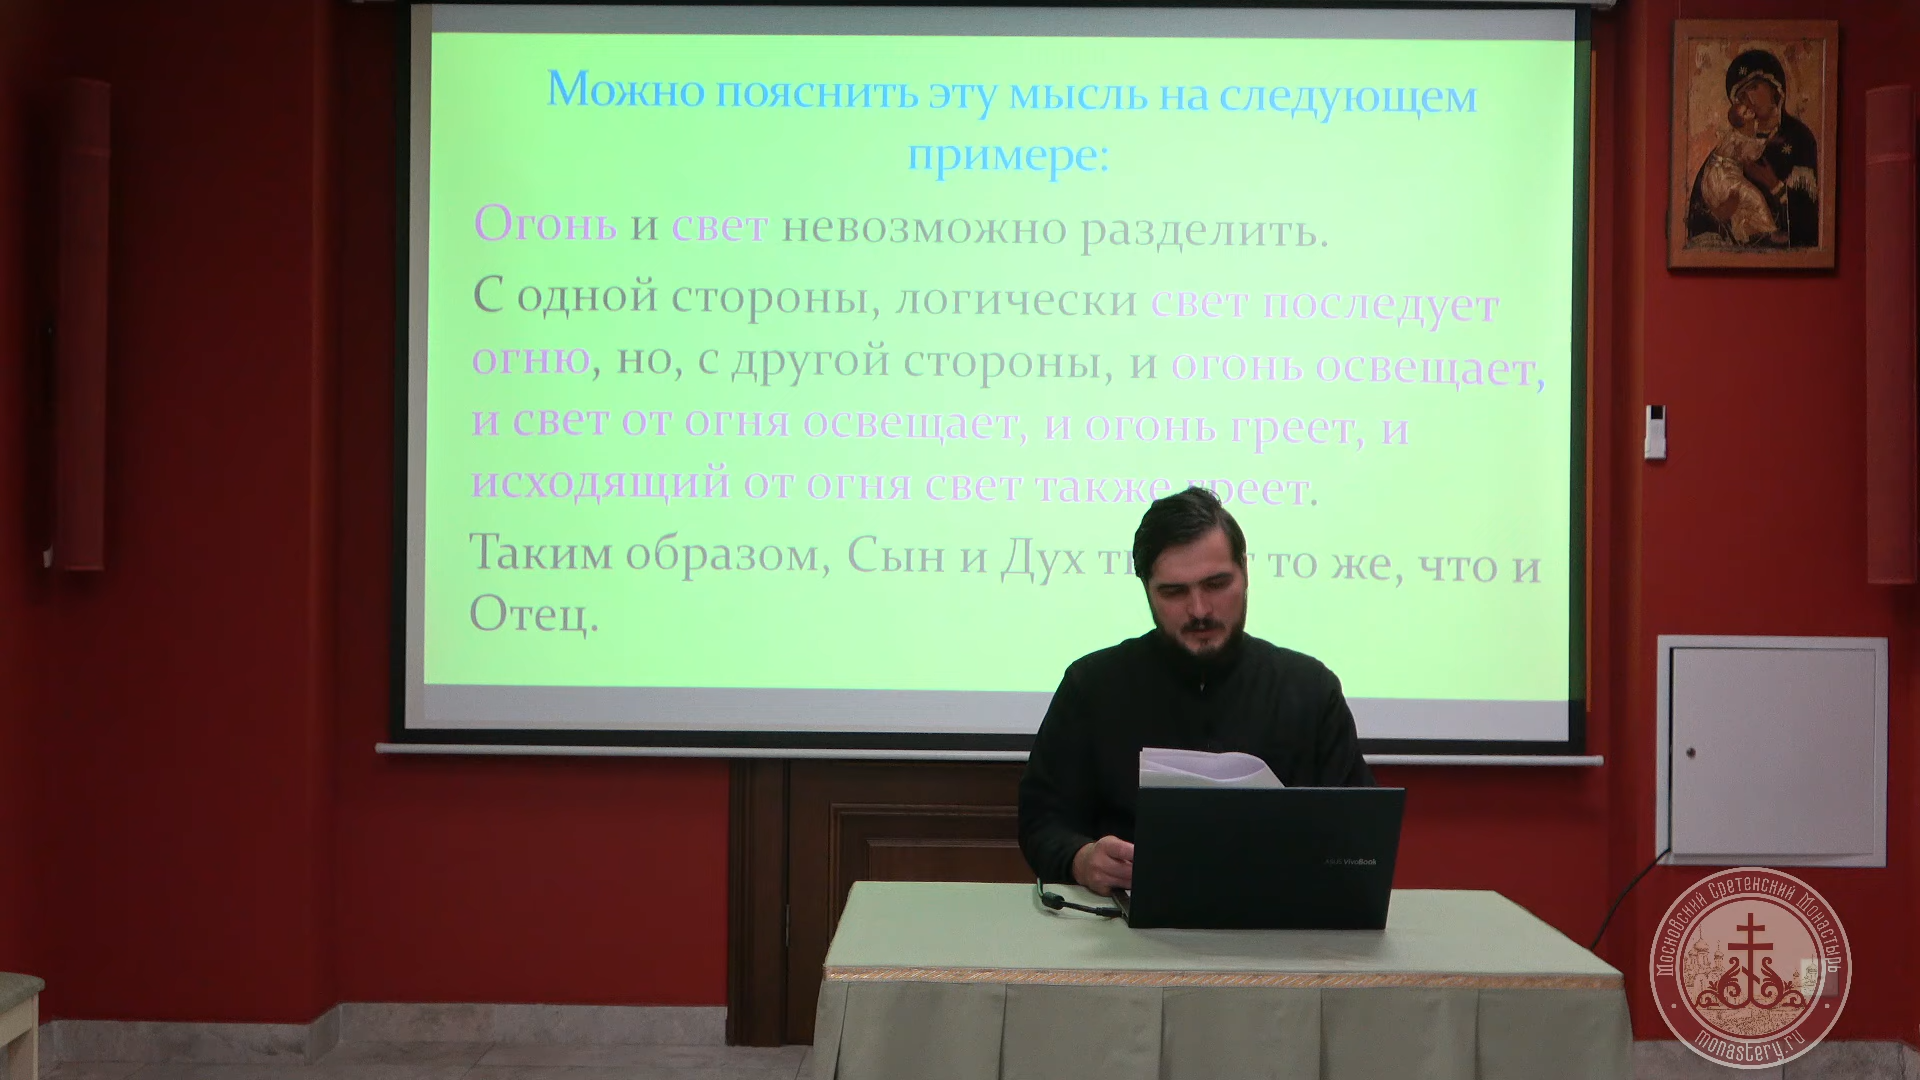 Можно пояснить эту мысль на следующем
примере:
Огонь и свет невозможно разделить.
С одной стороны, логически свет последует
огню, но, с другой стороны, и огонь освещает,
и свет от огня освещает, и огонь греет, и
исходящий от огня свет также греет.
Таким образом, Сын и Дух то же, что и
Отец.
ASUS VivoBook
Московский Сретенский Монастырь
monastery.ru